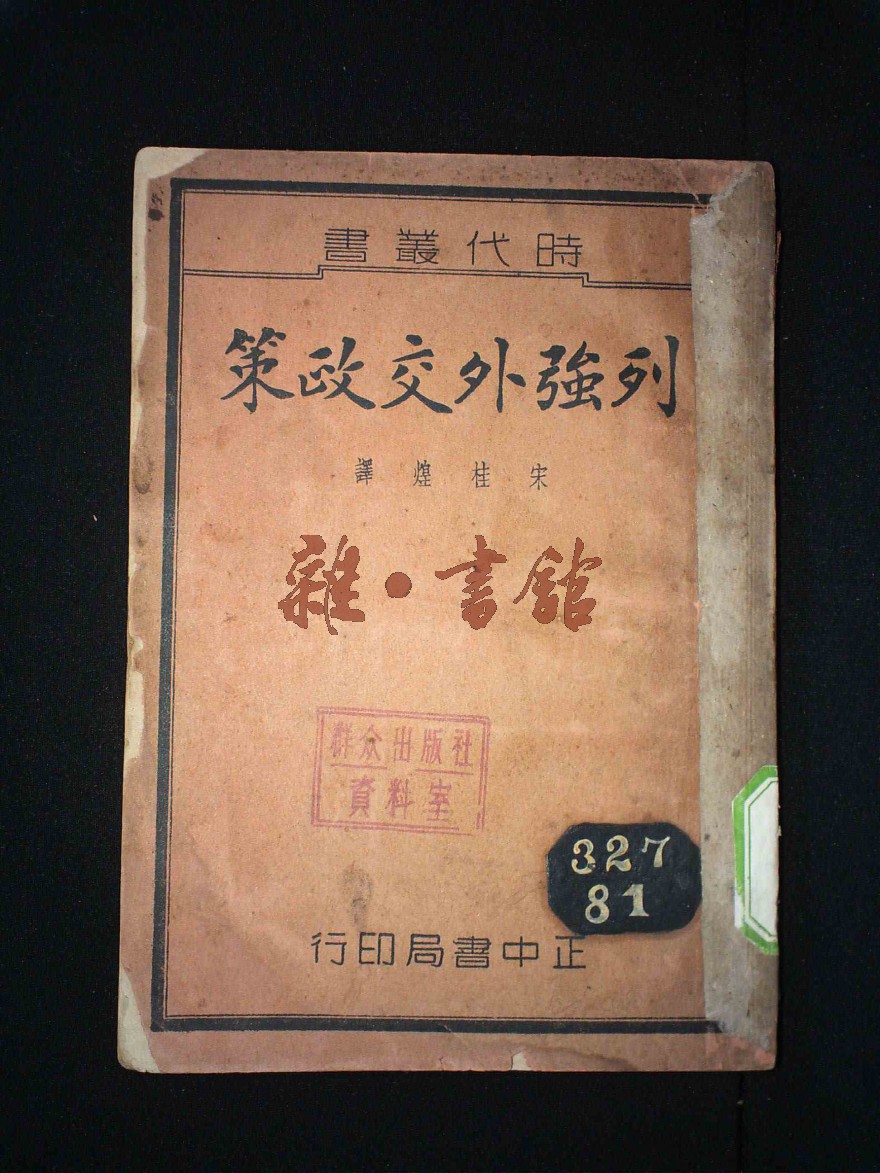 時代叢書
列強外交政策
宋桂煌譯
雜·書館
群众出版社
資料室
327
81
正中書局印行